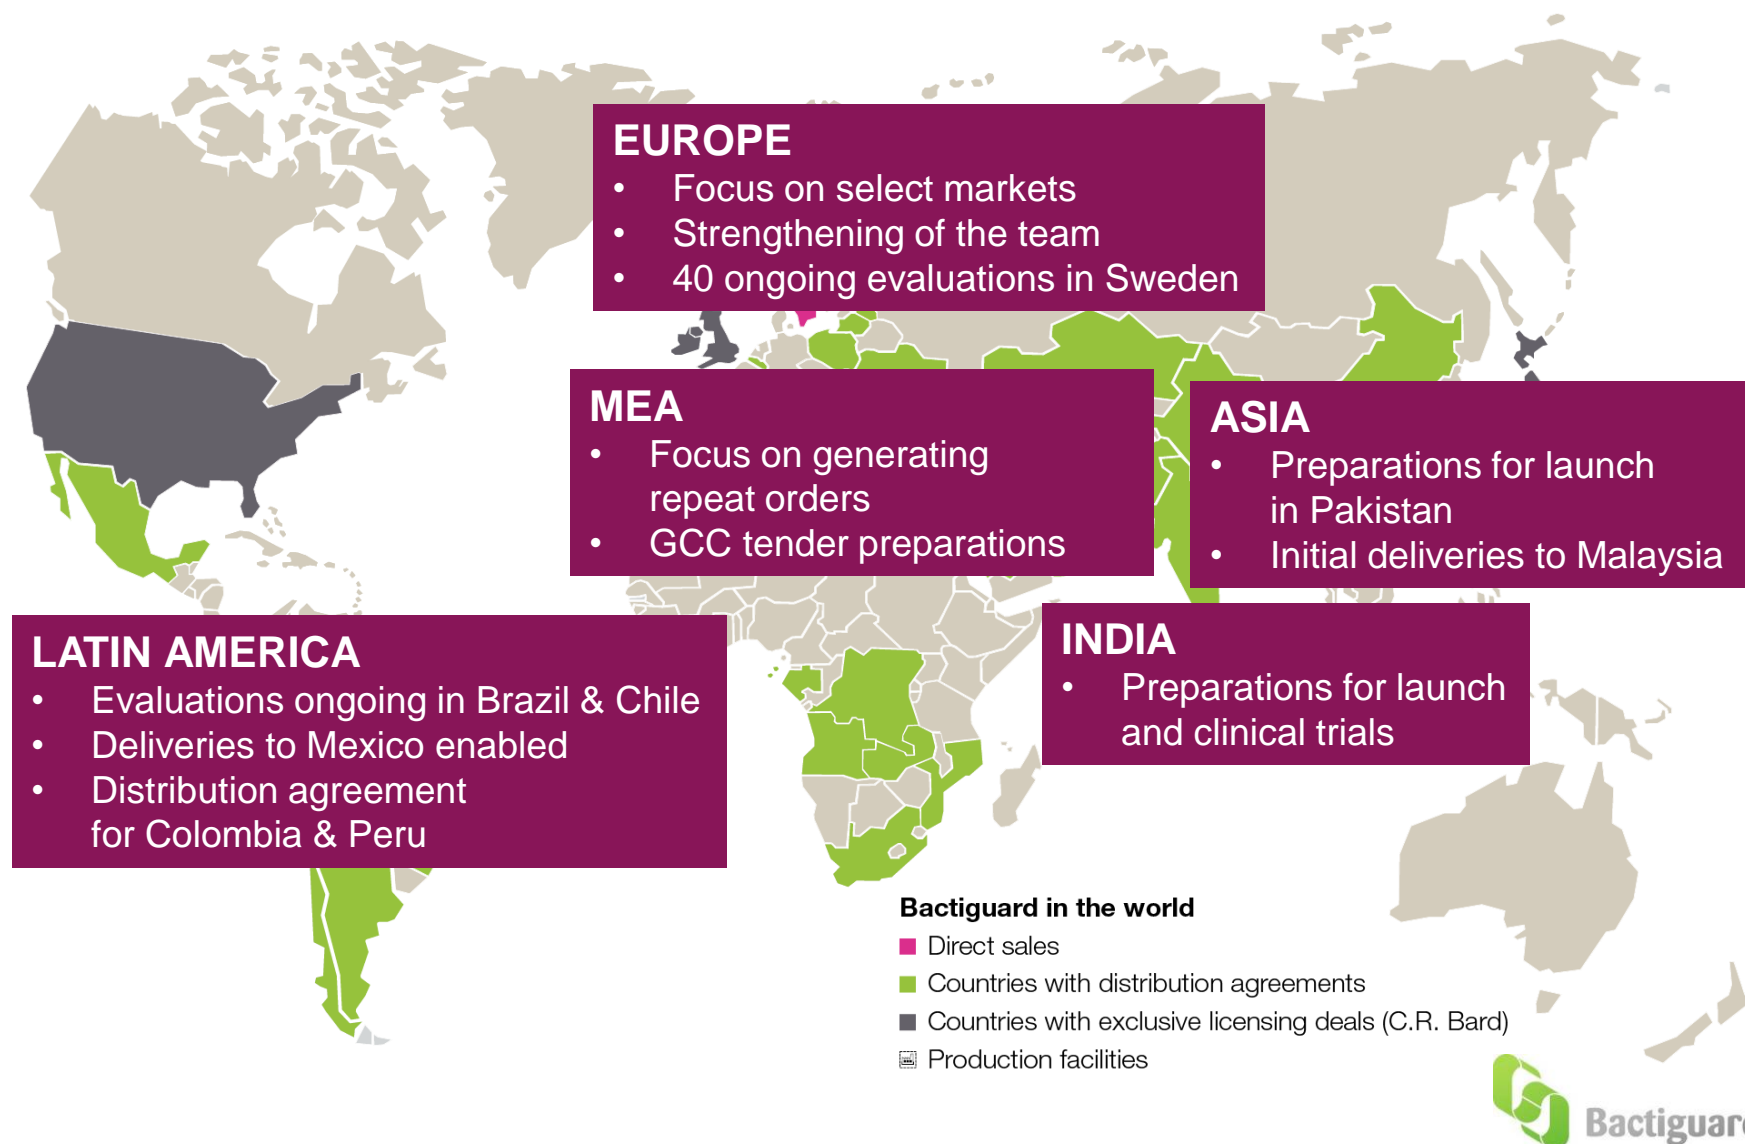 EUROPE
• Focus on select markets
• Strengthening of the team
• 40 ongoing evaluations in Sweden
MEA
• Focus on generating
repeat orders
• GCC tender preparations
ASIA
• Preparations for launch
in Pakistan
• Initial deliveries to Malaysia
LATIN AMERICA
• Evaluations ongoing in Brazil & Chile
• Deliveries to Mexico enabled
• Distribution agreement
for Colombia & Peru
INDIA
• Preparations for launch
and clinical trials
Bactiguard in the world
Direct sales
Countries with distribution agreements
Countries with exclusive licensing deals (C.R. Bard)
Production facilities
Bactiguard